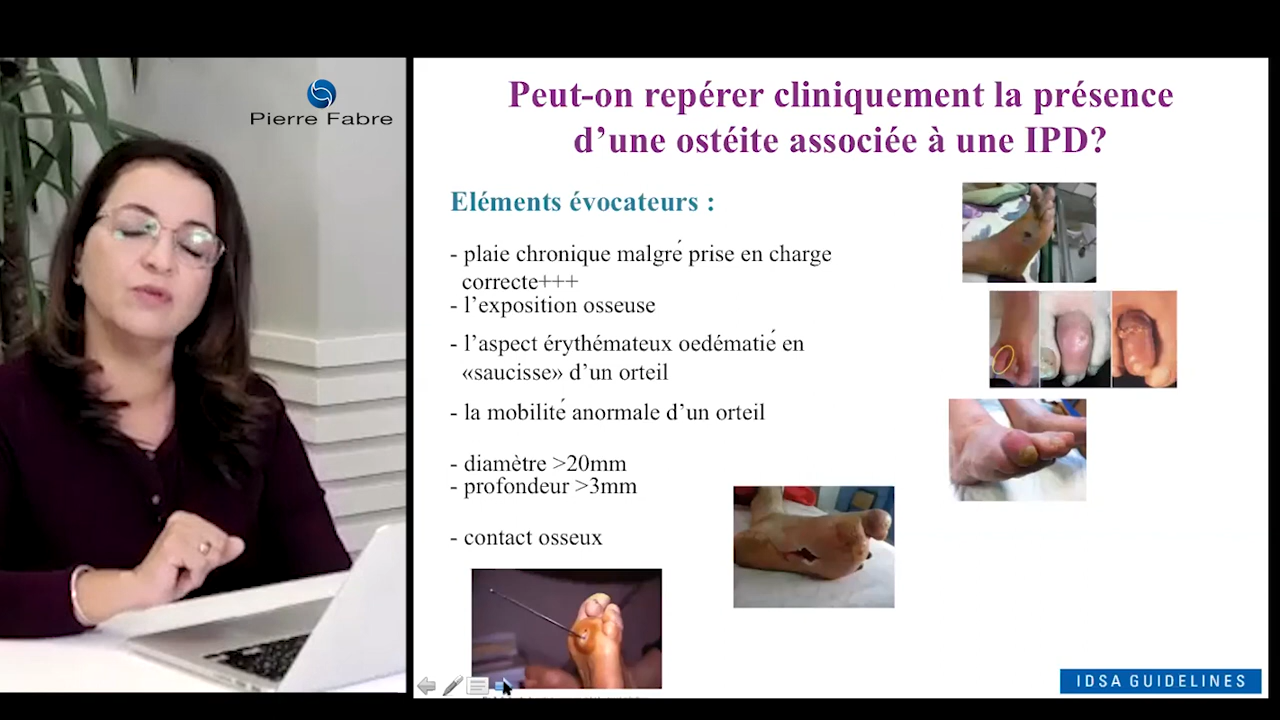 Pierre Fabre
Peut-on repérer cliniquement la présence
d'une ostéite associée à une IPD?
Eléments évocateurs :
- plaie chronique malgré prise en charge
correcte+++
- l'exposition osseuse
- l'aspect érythémateux oedématié en
«saucisse» d'un orteil
- la mobilité anormale d'un orteil
- diamètre >20mm
- profondeur >3mm
- contact osseux
IDSA GUIDELINES